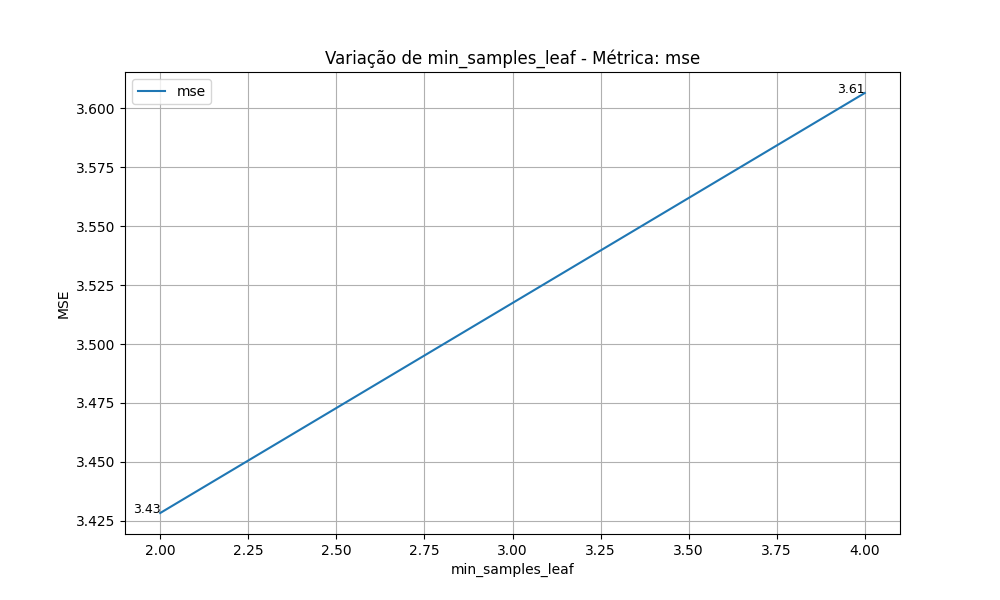 Variação de min_samples_leaf - Métrica: mse
mse
3.61
3.43
MSE
3.600
3.575
3.550
3.525
3.500
3.475
3.450
3.425
2.00 2.25 2.50 2.75 3.00 3.25 3.50 3.75 4.00
min_samples_leaf